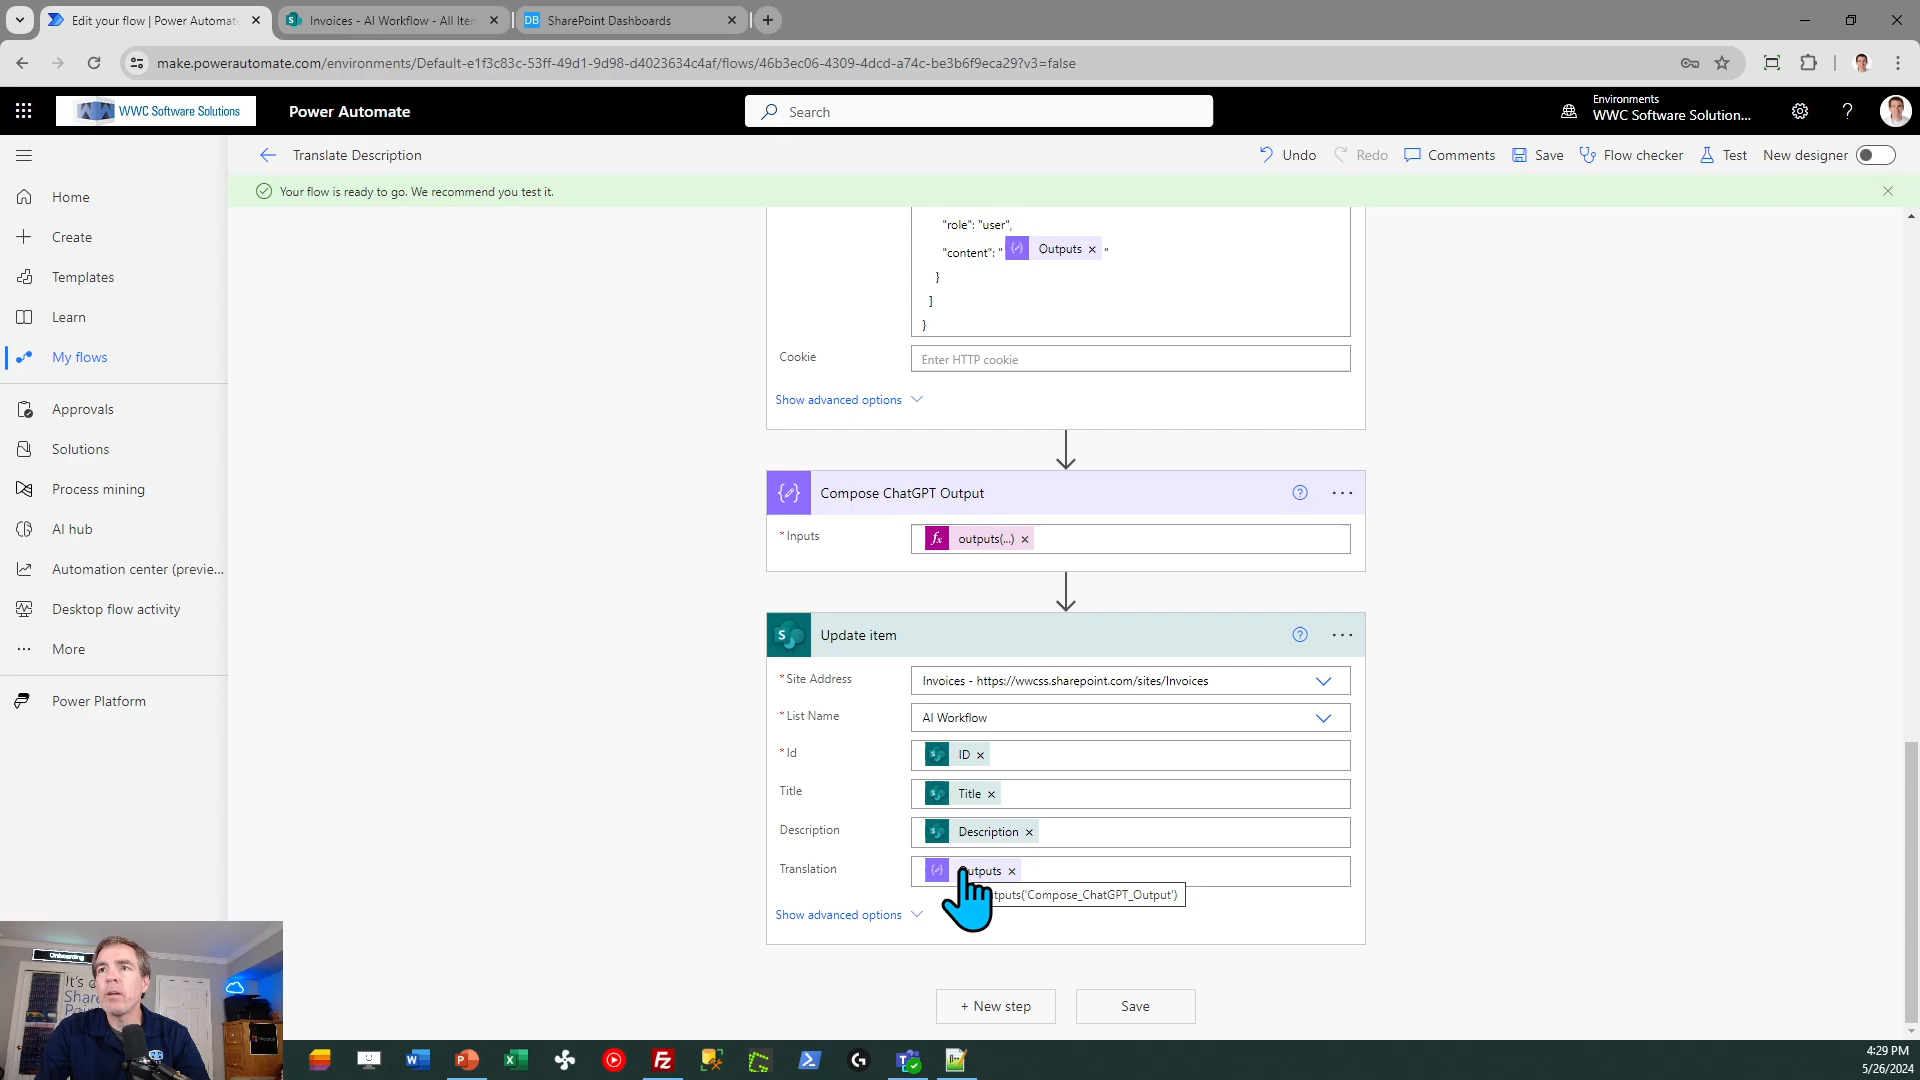 Edit your flow | Power Automate
Invoices - AI Workflow - All Iten
DB SharePoint Dashboards
make.powerautomate.com/environments/Default-e1f3c83c-53ff-49d1-9d98-d4023634c4af/flows/46b3ec06-4309-4dcd-a74c-be3b6f9eca29?v3=false
WWC Software Solutions
Power Automate
Search
Environments
WWC Software Solution...
Translate Description
Undo
Redo
Comments
Save
Flow checker
Test
New designer
Your flow is ready to go. We recommend you test it.
Home
Create
Templates
Learn
My flows
Approvals
Solutions
Process mining
AI hub
Automation center (previe...
Desktop flow activity
More
Power Platform
"role": "user",
"content": " Outputs × "
}
]
}
Cookie
Enter HTTP cookie
Show advanced options
Compose ChatGPT Output
* Inputs
fx outputs(...) ×
Update item
* Site Address
Invoices - https://wwcss.sharepoint.com/sites/Invoices
* List Name
AI Workflow
* Id
ID ×
Title
Title ×
Description
Description ×
Translation
utputs ×
tputs('Compose_ChatGPT_Output')
Show advanced options
+ New step
Save
Onboarding
It's
Share
4:29 PM
5/26/2024